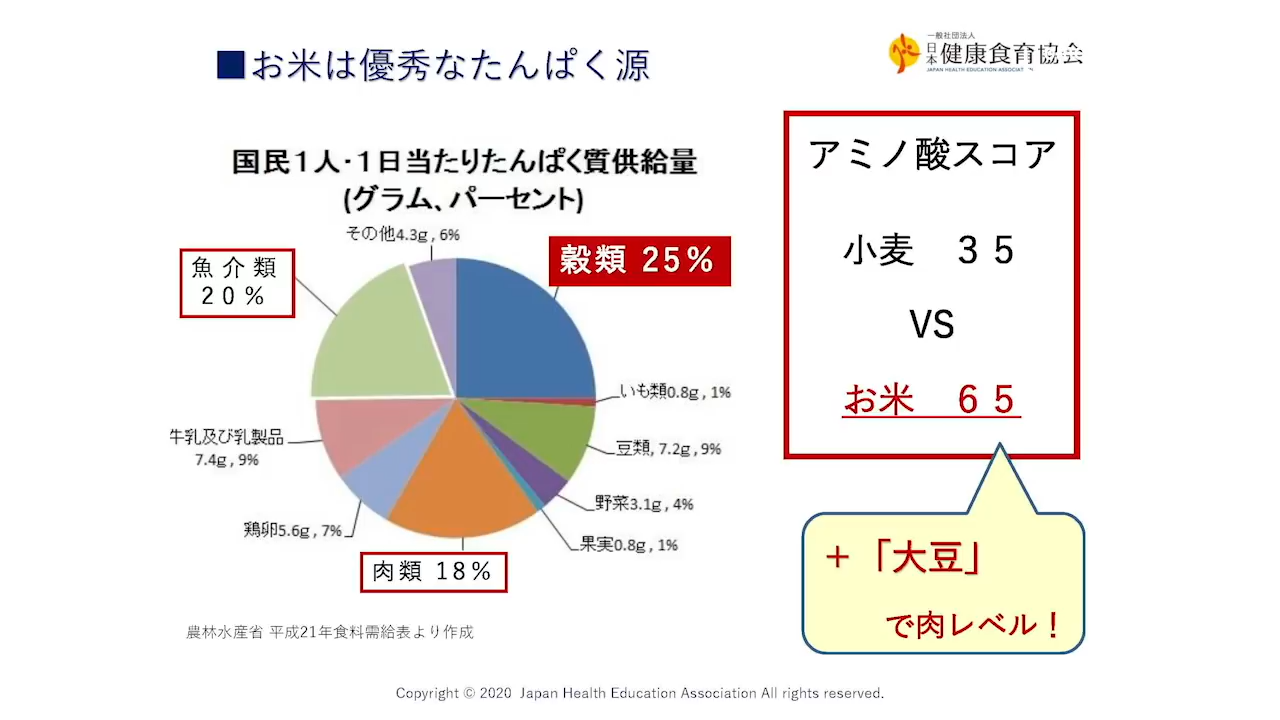 ■お米は優秀なたんぱく源
一般社団法人
日本健康食育協会
JAPAN HEALTH EDUCATION ASSOCIAT
国民１人・１日当たりたんぱく質供給量
(グラム、パーセント)
その他4.3g , 6%
穀類 25%
魚介類
20%
いも類0.8g , 1%
豆類, 7.2g , 9%
牛乳及び乳製品
7.4g , 9%
野菜3.1g , 4%
鶏卵5.6g , 7%
果実0.8g , 1%
肉類 18%
農林水産省 平成21年食料需給表より作成
アミノ酸スコア
小麦　３５
VS
お米　６５
＋「大豆」
で肉レベル！
Copyright © 2020 Japan Health Education Association All rights reserved.